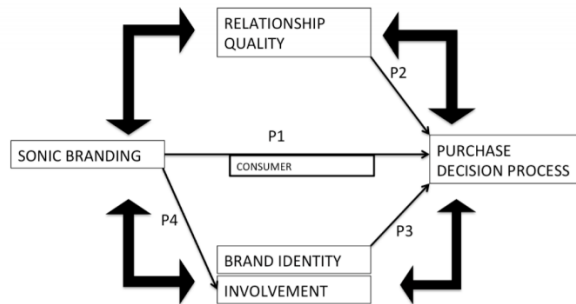 RELATIONSHIP
QUALITY
P2
P1
SONIC BRANDING
CONSUMER
PURCHASE
DECISION PROCESS
P4
P3
BRAND IDENTITY
INVOLVEMENT